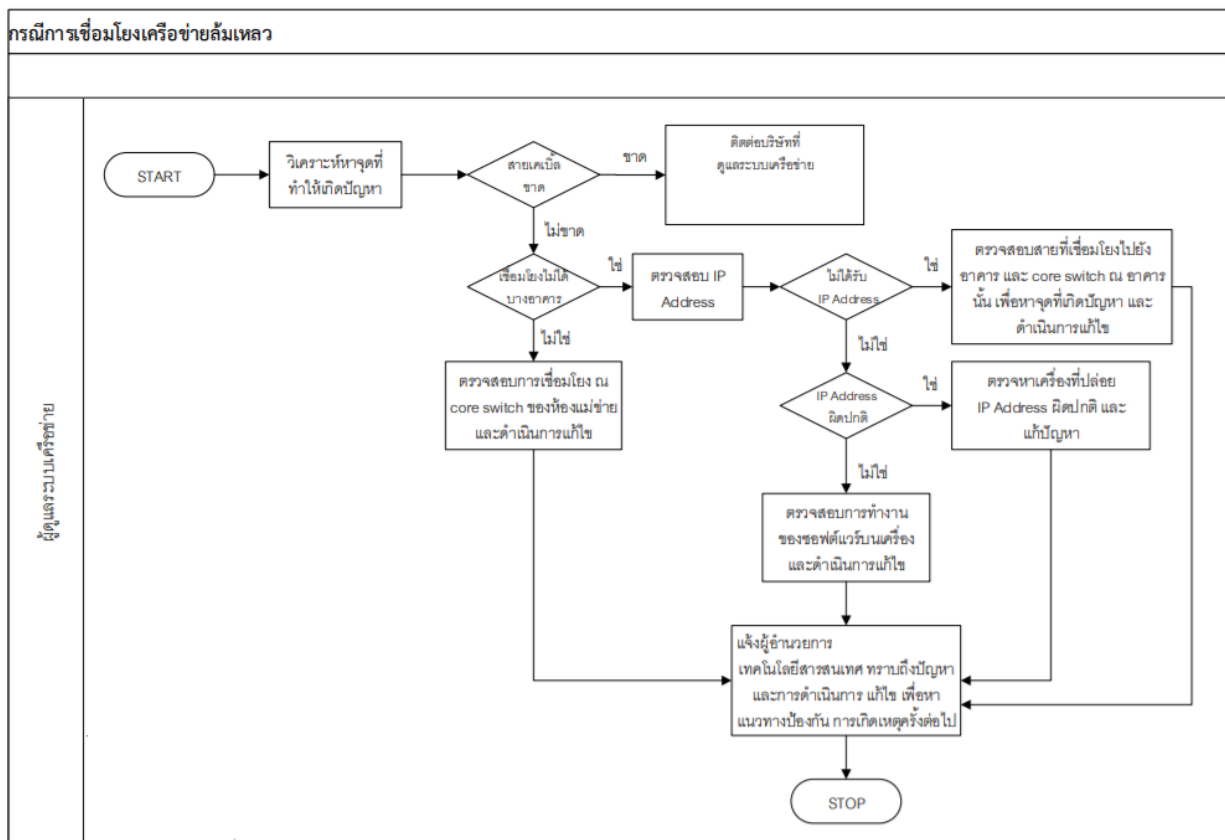 กรณีการเชื่อมโยงเครือข่ายล้มเหลว
START
วิเคราะห์หาจุดที่
ทำให้เกิดปัญหา
สายเคเบิ้ล
ขาด
ขาด
ติดต่อบริษัทที่
ดูแลระบบเครือข่าย
ไม่ขาด
เชื่อมโยงไม่ได้
บางอาคาร
ใช่
ตรวจสอบ IP
Address
ไม่ได้รับ
IP Address
ใช่
ตรวจสอบสายที่เชื่อมโยงไปยัง
อาคาร และ core switch ณ อาคาร
นั้น เพื่อหาจุดที่เกิดปัญหา และ
ดำเนินการแก้ไข
ไม่ใช่
ตรวจสอบการเชื่อมโยง ณ
core switch ของห้องแม่ข่าย
และดำเนินการแก้ไข
ไม่ใช่
IP Address
ผิดปกติ
ใช่
ตรวจหาเครื่องที่ปล่อย
IP Address ผิดปกติ และ
แก้ปัญหา
ไม่ใช่
ตรวจสอบการทำงาน
ของซอฟต์แวร์บนเครื่อง
และดำเนินการแก้ไข
ผู้ดูแลระบบเครือข่าย
แจ้งผู้อำนวยการ
เทคโนโลยีสารสนเทศ ทราบถึงปัญหา
และการดำเนินการ แก้ไข เพื่อหา
แนวทางป้องกัน การเกิดเหตุครั้งต่อไป
STOP